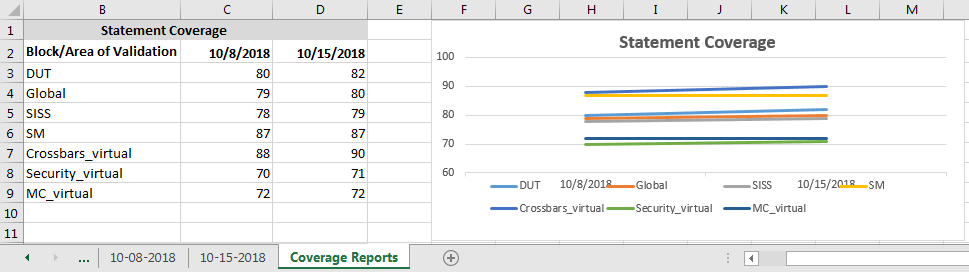 B C D E F G H I J K L M
1 Statement Coverage
2 Block/Area of Validation 10/8/2018 10/15/2018
3 DUT 80 82
4 Global 79 80
5 SISS 78 79
6 SM 87 87
7 Crossbars_virtual 88 90
8 Security_virtual 70 71
9 MC_virtual 72 72
10
11
Statement Coverage
100
90
80
70
60
10/8/2018 10/15/2018
DUT Global SISS SM
Crossbars_virtual Security_virtual MC_virtual
... 10-08-2018 10-15-2018 Coverage Reports